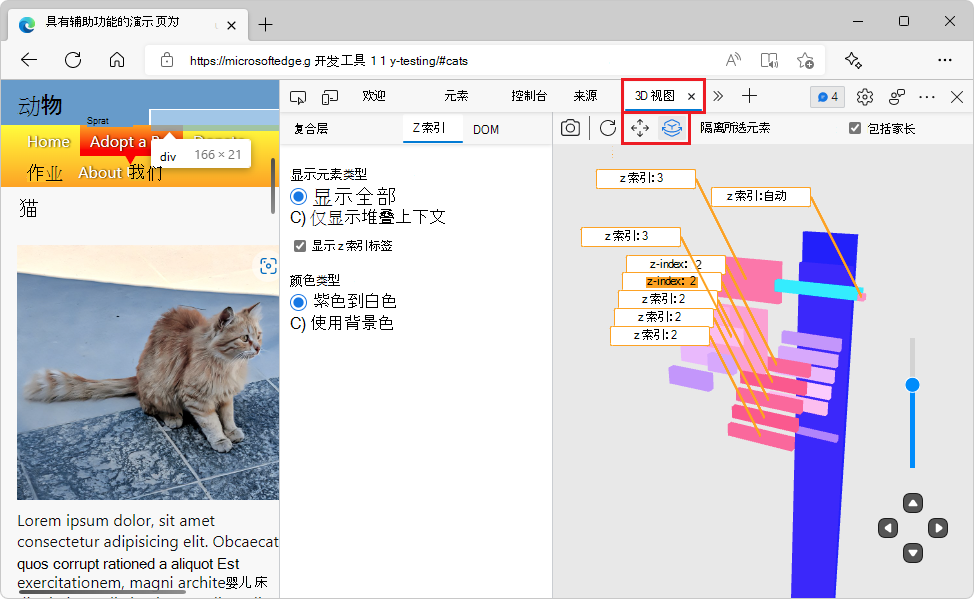 具有辅助功能的演示页为
https://microsoftedge.g 开发工具 1 1 y-testing/#cats
动物
欢迎
元素
控制台
来源
3D 视图
4
Sprat
复合层
Z 索引
DOM
隔离所选元素
包括家长
Home
Adopt a
div 166 × 21
作业
About 我们
猫
显示元素类型
显示全部
C) 仅显示堆叠上下文
显示 z 索引标签
颜色类型
紫色到白色
C) 使用背景色
z 索引: 3
z 索引:自动
z 索引: 3
z-index: 2
z-index: 2
z 索引: 2
z 索引: 2
z 索引: 2
Lorem ipsum dolor, sit amet
consectetur adipisicing elit. Obcaecat
quos corrupt rationed a aliquot Est
exercitationem, magni archite婴儿床